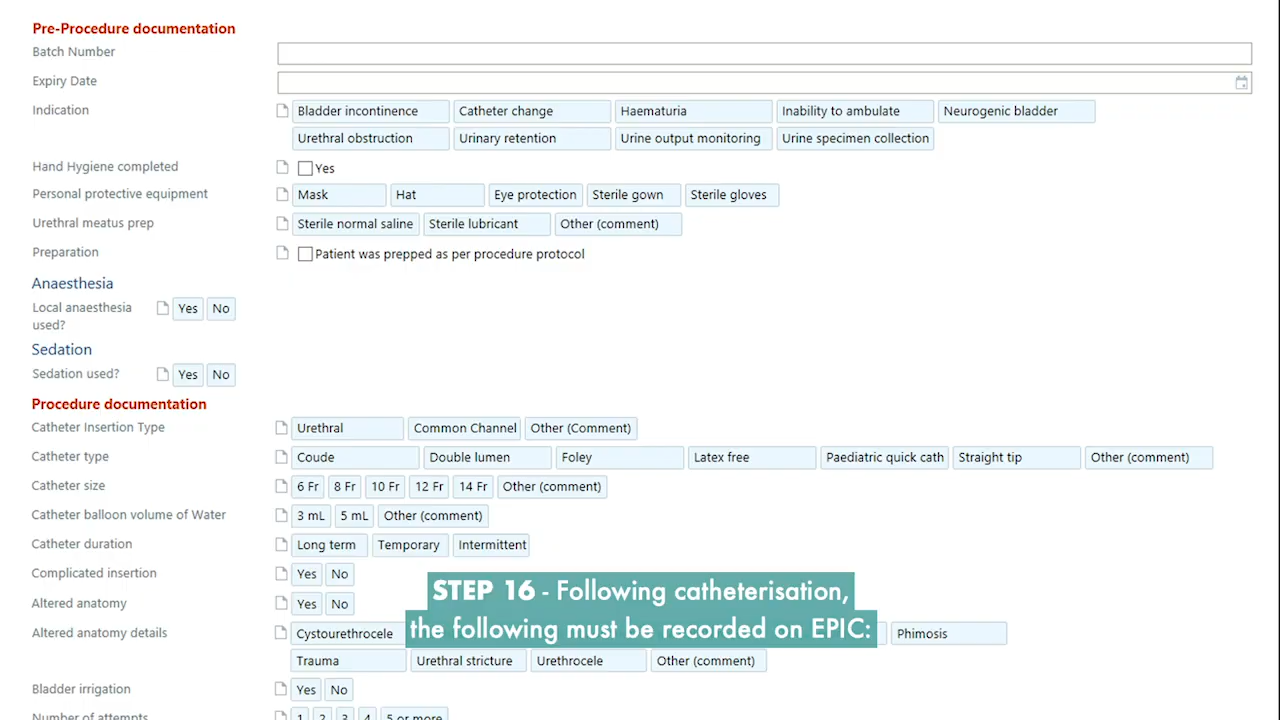 Pre-Procedure documentation
Batch Number
Expiry Date
Indication Bladder incontinence Catheter change Haematuria Inability to ambulate Neurogenic bladder
Urethral obstruction Urinary retention Urine output monitoring Urine specimen collection
Hand Hygiene completed Yes
Personal protective equipment Mask Hat Eye protection Sterile gown Sterile gloves
Urethral meatus prep Sterile normal saline Sterile lubricant Other (comment)
Preparation Patient was prepped as per procedure protocol
Anaesthesia
Local anaesthesia used? Yes No
Sedation
Sedation used? Yes No
Procedure documentation
Catheter Insertion Type Urethral Common Channel Other (Comment)
Catheter type Coude Double lumen Foley Latex free Paediatric quick cath Straight tip Other (comment)
Catheter size 6 Fr 8 Fr 10 Fr 12 Fr 14 Fr Other (comment)
Catheter balloon volume of Water 3 mL 5 mL Other (comment)
Catheter duration Long term Temporary Intermittent
Complicated insertion Yes No
STEP 16 - Following catheterisation,
Altered anatomy Yes No
the following must be recorded on EPIC:
Altered anatomy details Cystourethrocele Phimosis
Trauma Urethral stricture Urethrocele Other (comment)
Bladder irrigation Yes No
Number of attempts 1 2 3 4 5 or more